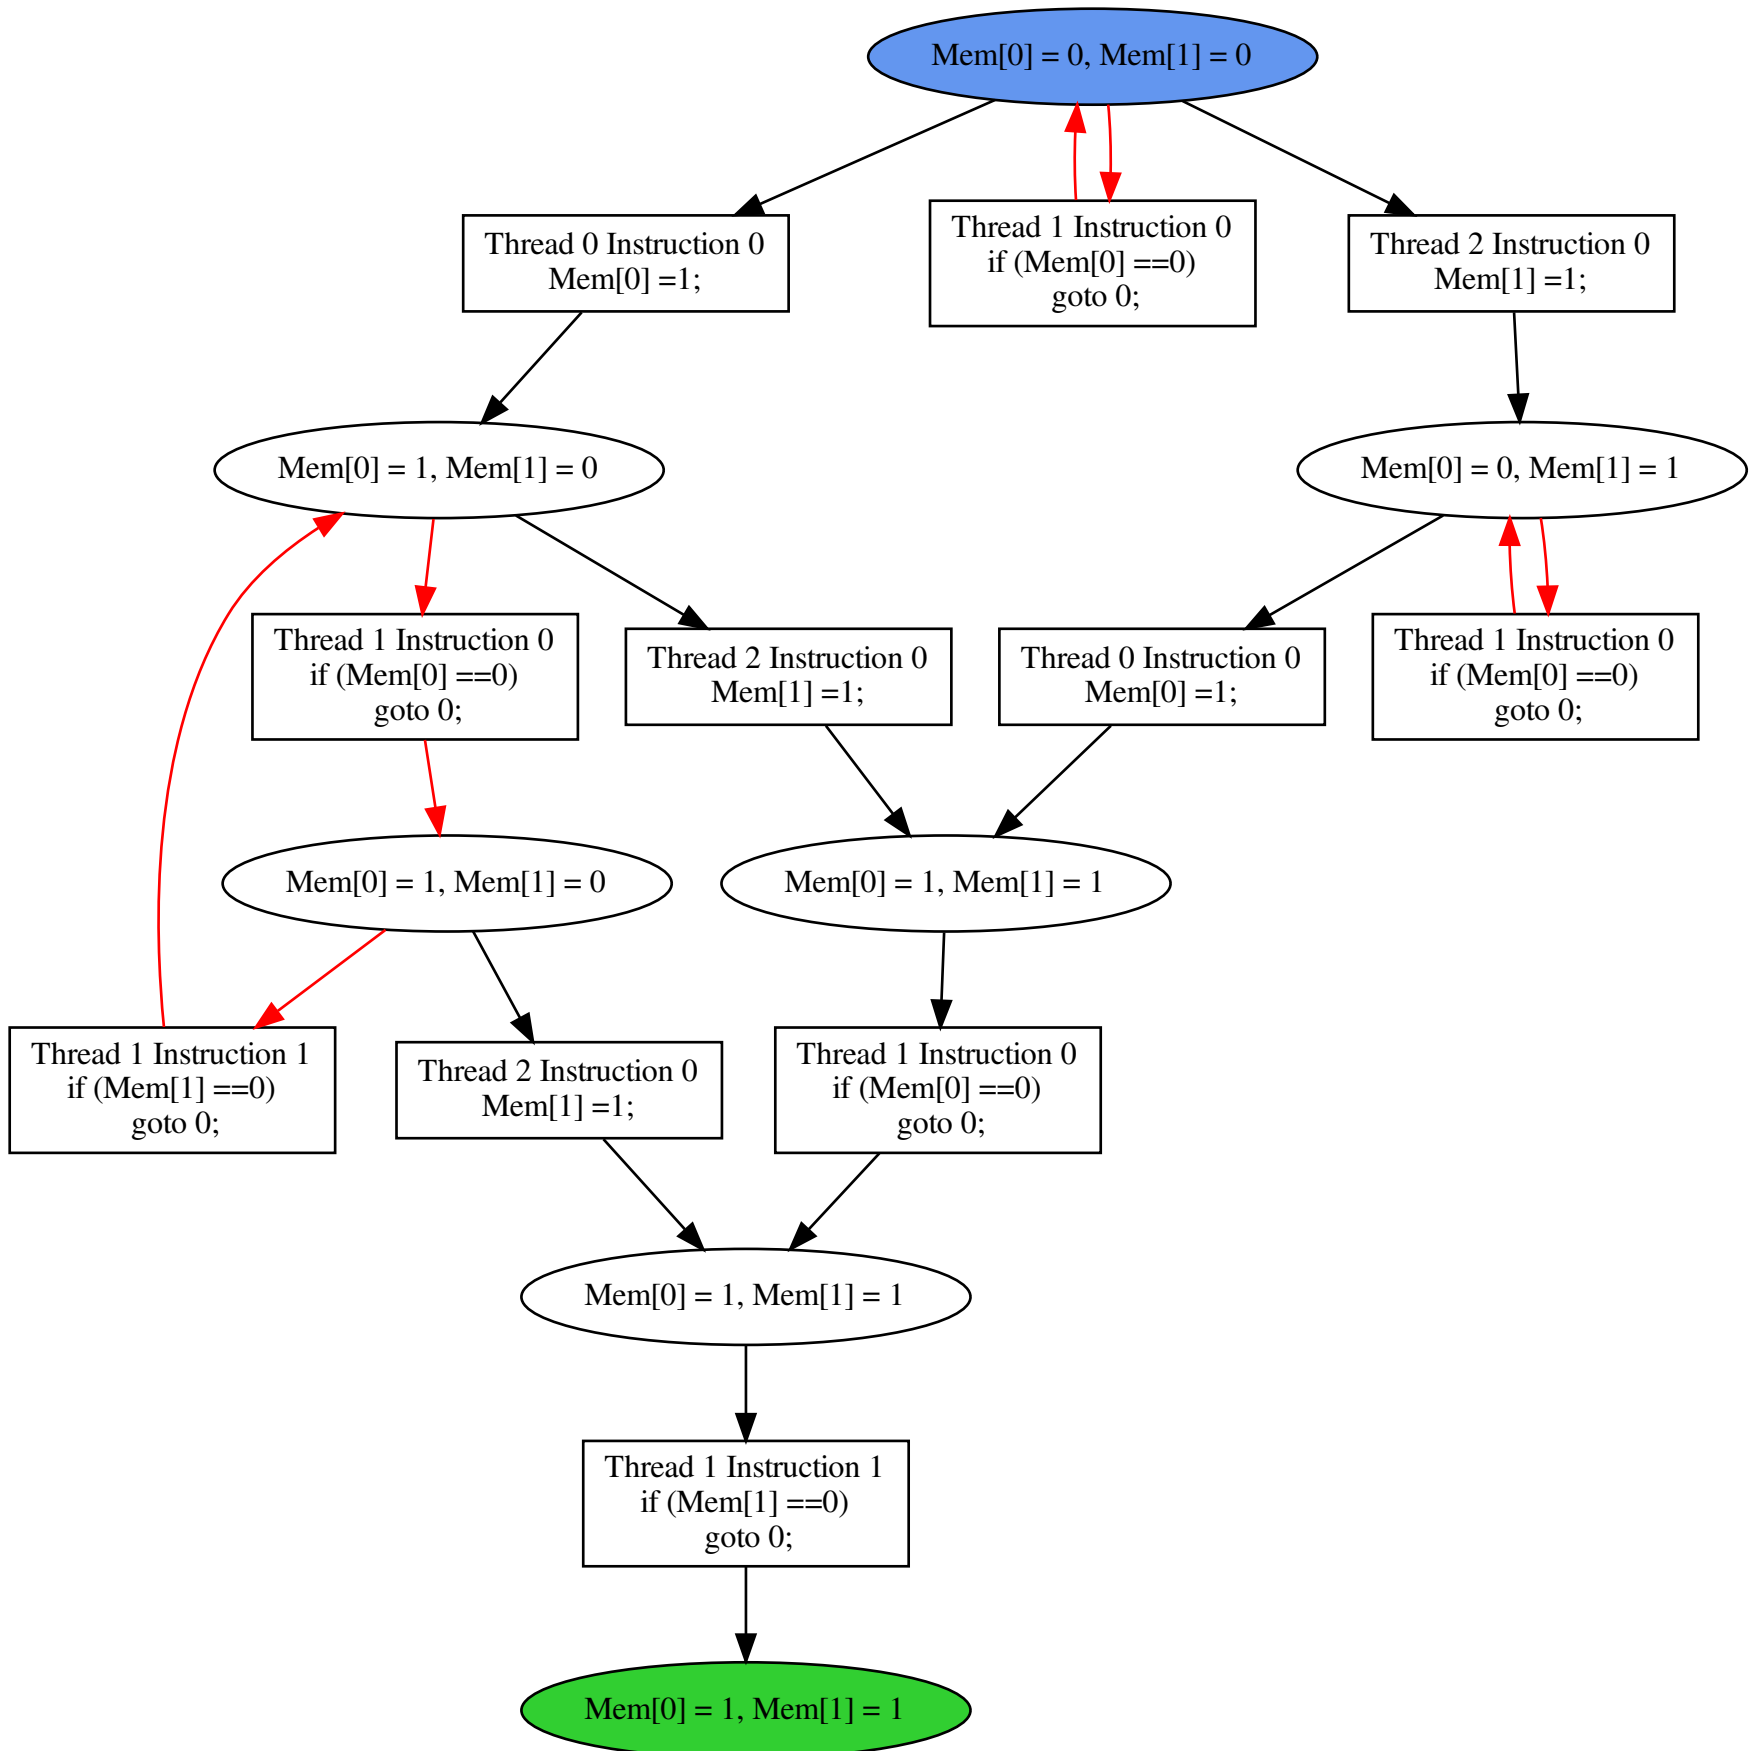 Mem[0] = 0, Mem[1] = 0
Thread 0 Instruction 0
Mem[0] =1;
Thread 1 Instruction 0
if (Mem[0] ==0)
goto 0;
Thread 2 Instruction 0
Mem[1] =1;
Mem[0] = 1, Mem[1] = 0
Mem[0] = 0, Mem[1] = 1
Thread 1 Instruction 0
if (Mem[0] ==0)
goto 0;
Thread 2 Instruction 0
Mem[1] =1;
Thread 0 Instruction 0
Mem[0] =1;
Thread 1 Instruction 0
if (Mem[0] ==0)
goto 0;
Mem[0] = 1, Mem[1] = 0
Mem[0] = 1, Mem[1] = 1
Thread 1 Instruction 1
if (Mem[1] ==0)
goto 0;
Thread 2 Instruction 0
Mem[1] =1;
Thread 1 Instruction 0
if (Mem[0] ==0)
goto 0;
Mem[0] = 1, Mem[1] = 1
Thread 1 Instruction 1
if (Mem[1] ==0)
goto 0;
Mem[0] = 1, Mem[1] = 1